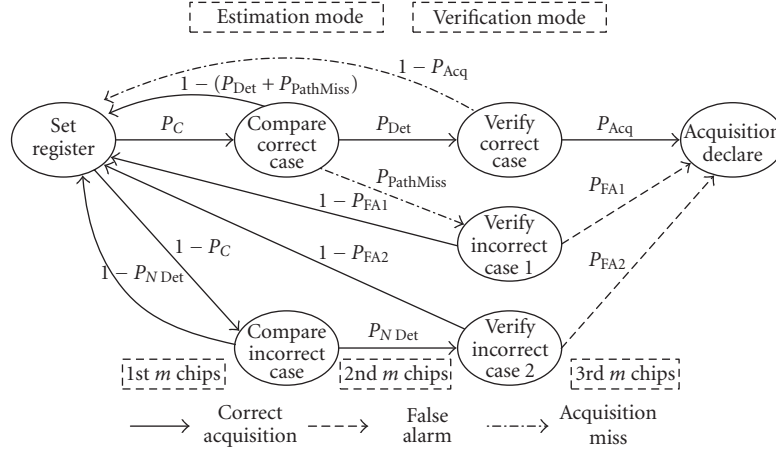 Estimation mode
Verification mode
1 − P_Acq
1 − (P_Det + P_PathMiss)
Set
register
P_C
Compare
correct
case
P_Det
Verify
correct
case
P_Acq
Acquisition
declare
P_PathMiss
1 − P_FA1
Verify
incorrect
case 1
P_FA1
1 − P_C
1 − P_FA2
P_FA2
1 − P_N Det
Compare
incorrect
case
P_N Det
Verify
incorrect
case 2
1st m chips
2nd m chips
3rd m chips
Correct
acquisition
False
alarm
Acquisition
miss